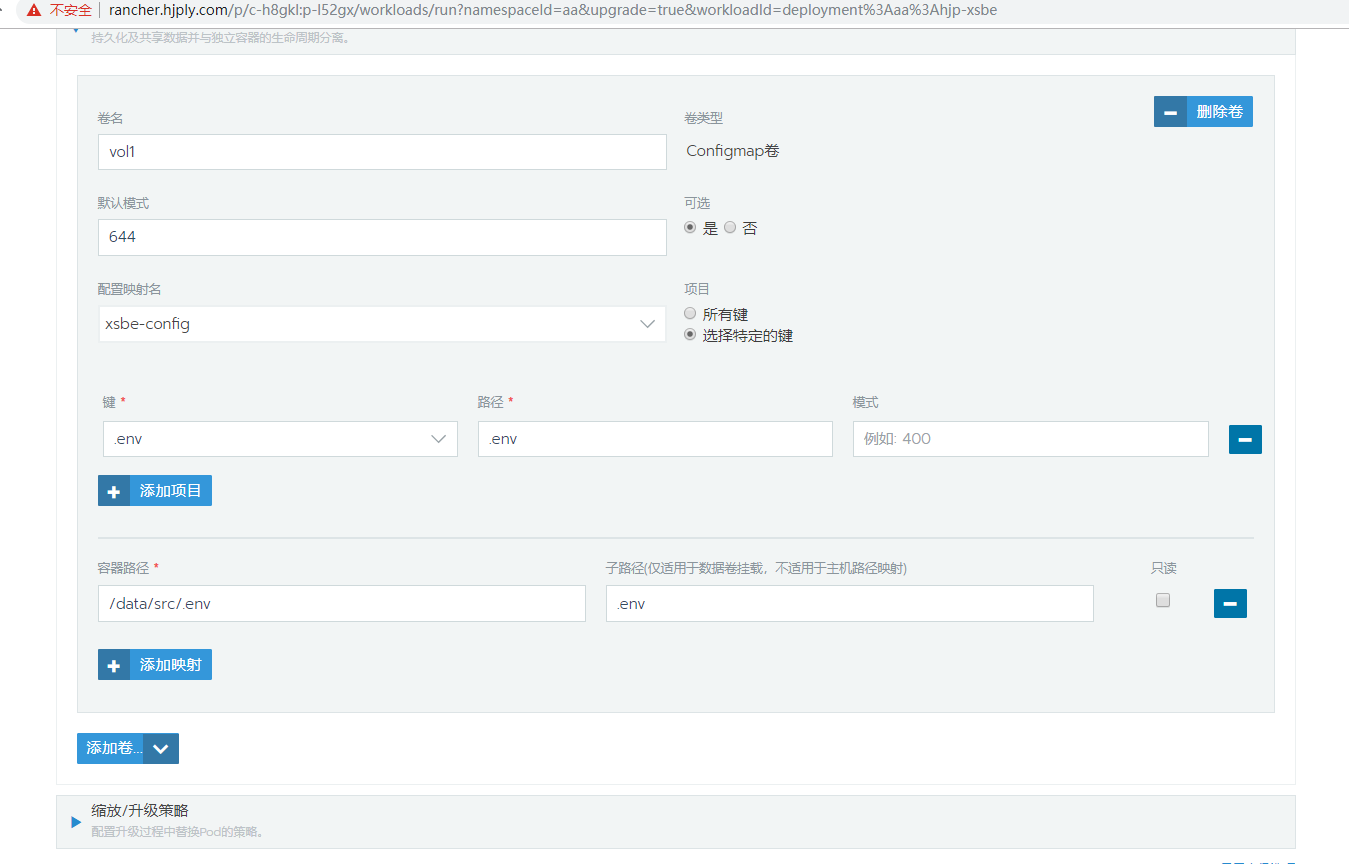 不安全 rancher.hjply.com/p/c-h8gkl:p-l52gx/workloads/run?namespaceId=aa&upgrade=true&workloadId=deployment%3Aaa%3Ahjp-xsbe
持久化及共享数据并与独立容器的生命周期分离。
删除卷
卷名 卷类型
vol1 Configmap卷
默认模式 可选
644 是 否
配置映射名 项目
xsbe-config 所有键
选择特定的键
键 * 路径 * 模式
.env .env 例如: 400
添加项目
容器路径 * 子路径(仅适用于数据卷挂载，不适用于主机路径映射) 只读
/data/src/.env .env
添加映射
添加卷...
缩放/升级策略
配置升级过程中替换Pod的策略。